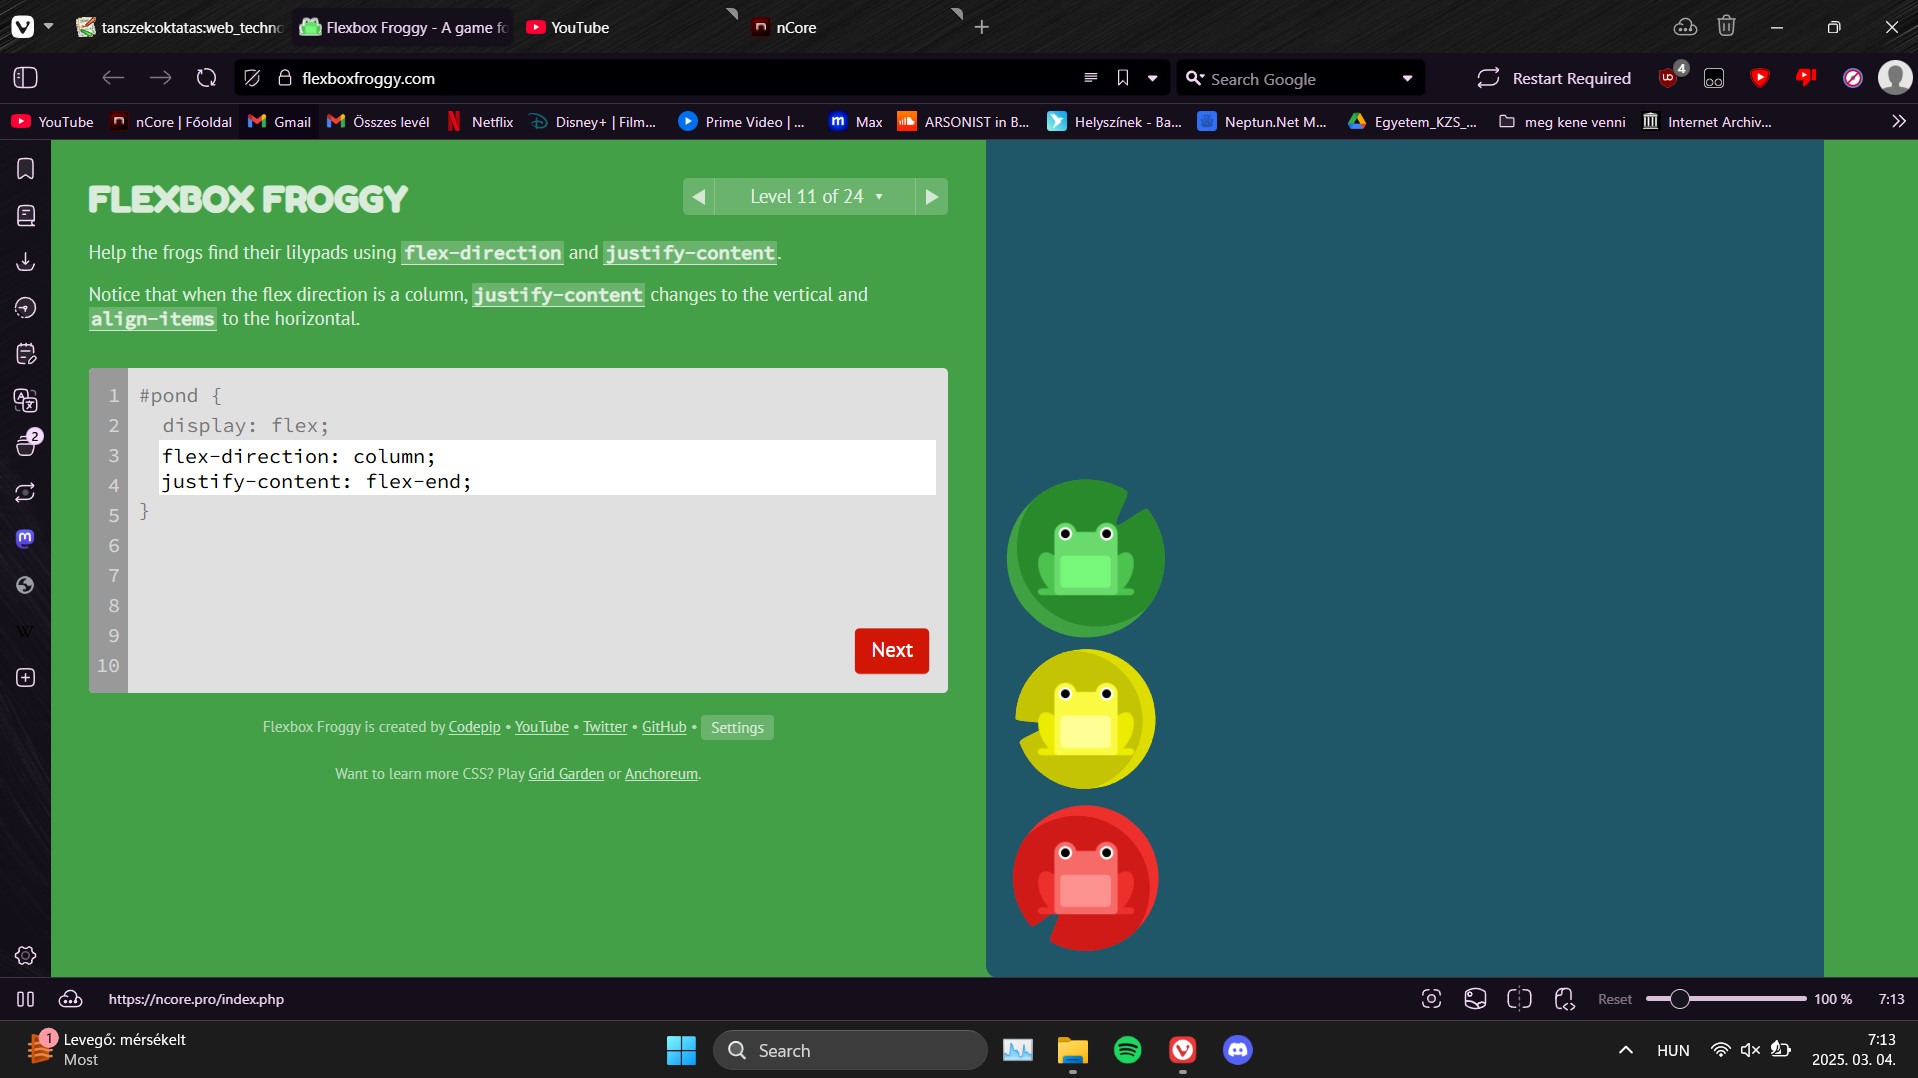 tanszek:oktatas:web_techno
Flexbox Froggy - A game fo
YouTube
nCore
flexboxfroggy.com
Search Google
Restart Required
4
YouTube
nCore | Főoldal
Gmail
Összes levél
Netflix
Disney+ | Film...
Prime Video | ...
Max
ARSONIST in B...
Helyszínek - Ba...
Neptun.Net M...
Egyetem_KZS_...
meg kene venni
Internet Archiv...
FLEXBOX FROGGY
Level 11 of 24
Help the frogs find their lilypads using flex-direction and justify-content.
Notice that when the flex direction is a column, justify-content changes to the vertical and
align-items to the horizontal.
1 #pond {
2 display: flex;
3 flex-direction: column;
4 justify-content: flex-end;
5 }
6
7
8
9
10
Next
Flexbox Froggy is created by Codepip • YouTube • Twitter • GitHub • Settings
Want to learn more CSS? Play Grid Garden or Anchoreum.
2
W
https://ncore.pro/index.php
Reset
100 %
7:13
1
Levegő: mérsékelt
Most
Search
HUN
7:13
2025. 03. 04.